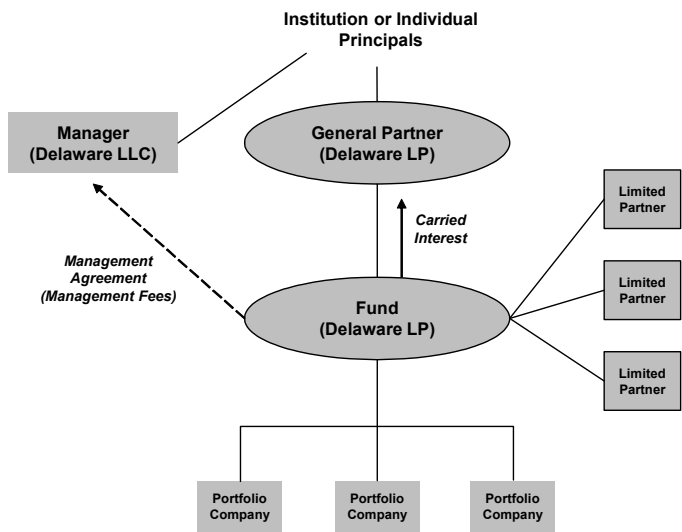 Institution or Individual
Principals
Manager
(Delaware LLC)
General Partner
(Delaware LP)
Limited
Partner
Carried
Interest
Management
Agreement
(Management Fees)
Limited
Partner
Fund
(Delaware LP)
Limited
Partner
Portfolio
Company
Portfolio
Company
Portfolio
Company